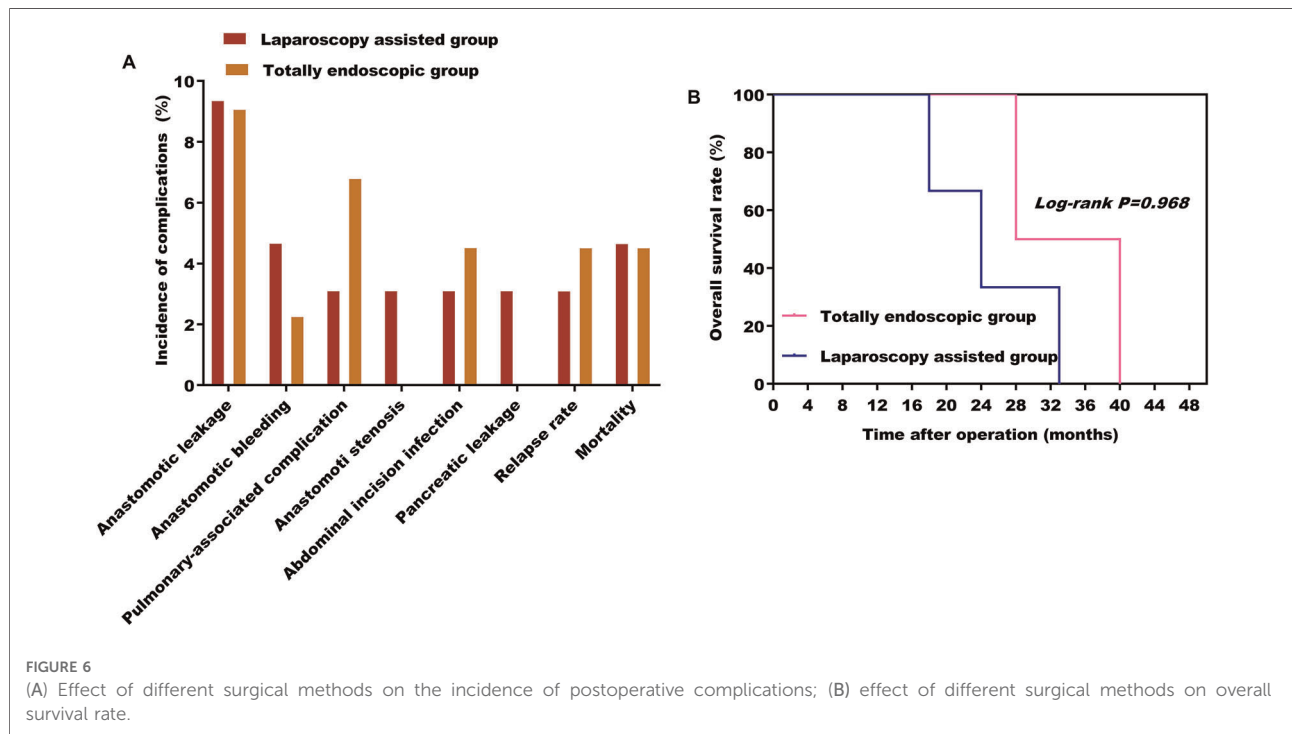 Laparoscopy assisted group
Totally endoscopic group
A
Incidence of complications (%)
10
8
6
4
2
0
Anastomotic leakage
Anastomotic bleeding
Pulmonary-associated complication
Anastomoti stenosis
Abdominal incision infection
Pancreatic leakage
Relapse rate
Mortality
B
Overall survival rate (%)
100
80
60
40
20
0
Log-rank P=0.968
Totally endoscopic group
Laparoscopy assisted group
0 4 8 12 16 20 24 28 32 36 40 44 48
Time after operation (months)
FIGURE 6
(A) Effect of different surgical methods on the incidence of postoperative complications; (B) effect of different surgical methods on overall
survival rate.